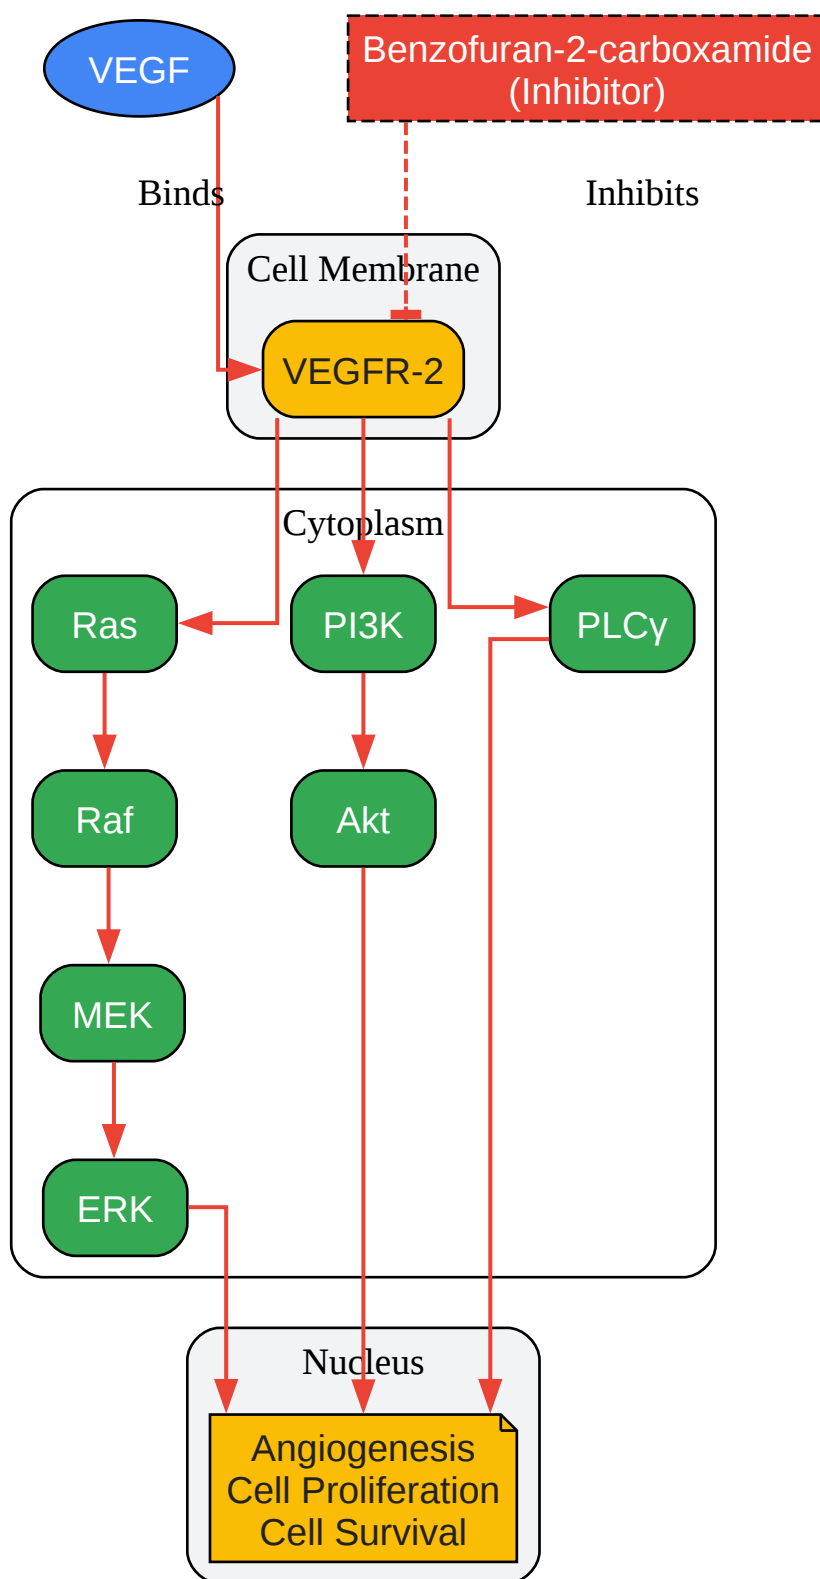 VEGF
Benzofuran-2-carboxamide
(Inhibitor)
Binds
Inhibits
Cell Membrane
VEGFR-2
Cytoplasm
Ras
PI3K
PLCγ
Raf
Akt
MEK
ERK
Nucleus
Angiogenesis
Cell Proliferation
Cell Survival